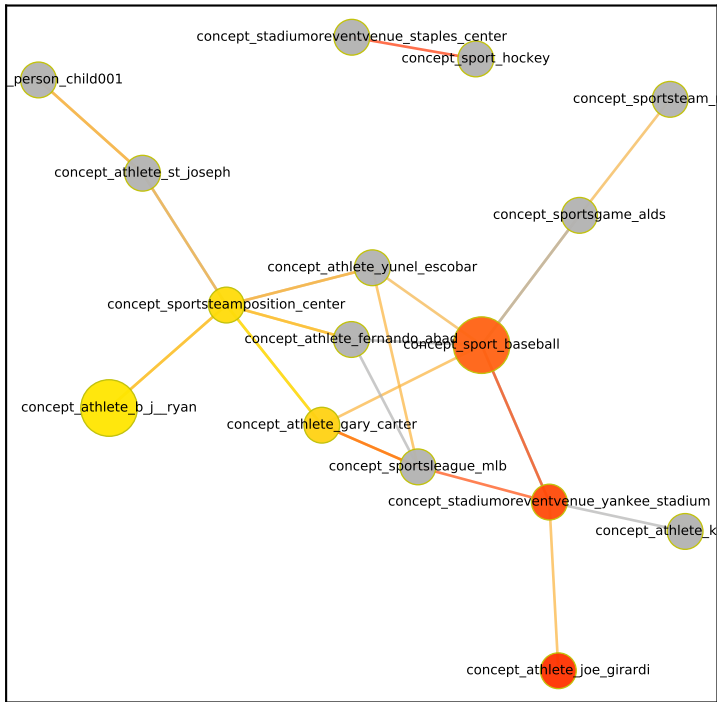 concept_stadiumoreventvenue_staples_center
concept_sport_hockey
_person_child001
concept_sportsteam_
concept_athlete_st_joseph
concept_sportsgame_alds
concept_athlete_yunel_escobar
concept_sportsteamposition_center
concept_athlete_fernando_abad
concept_sport_baseball
concept_athlete_b_j__ryan
concept_athlete_gary_carter
concept_sportsleague_mlb
concept_stadiumoreventvenue_yankee_stadium
concept_athlete_k
concept_athlete_joe_girardi